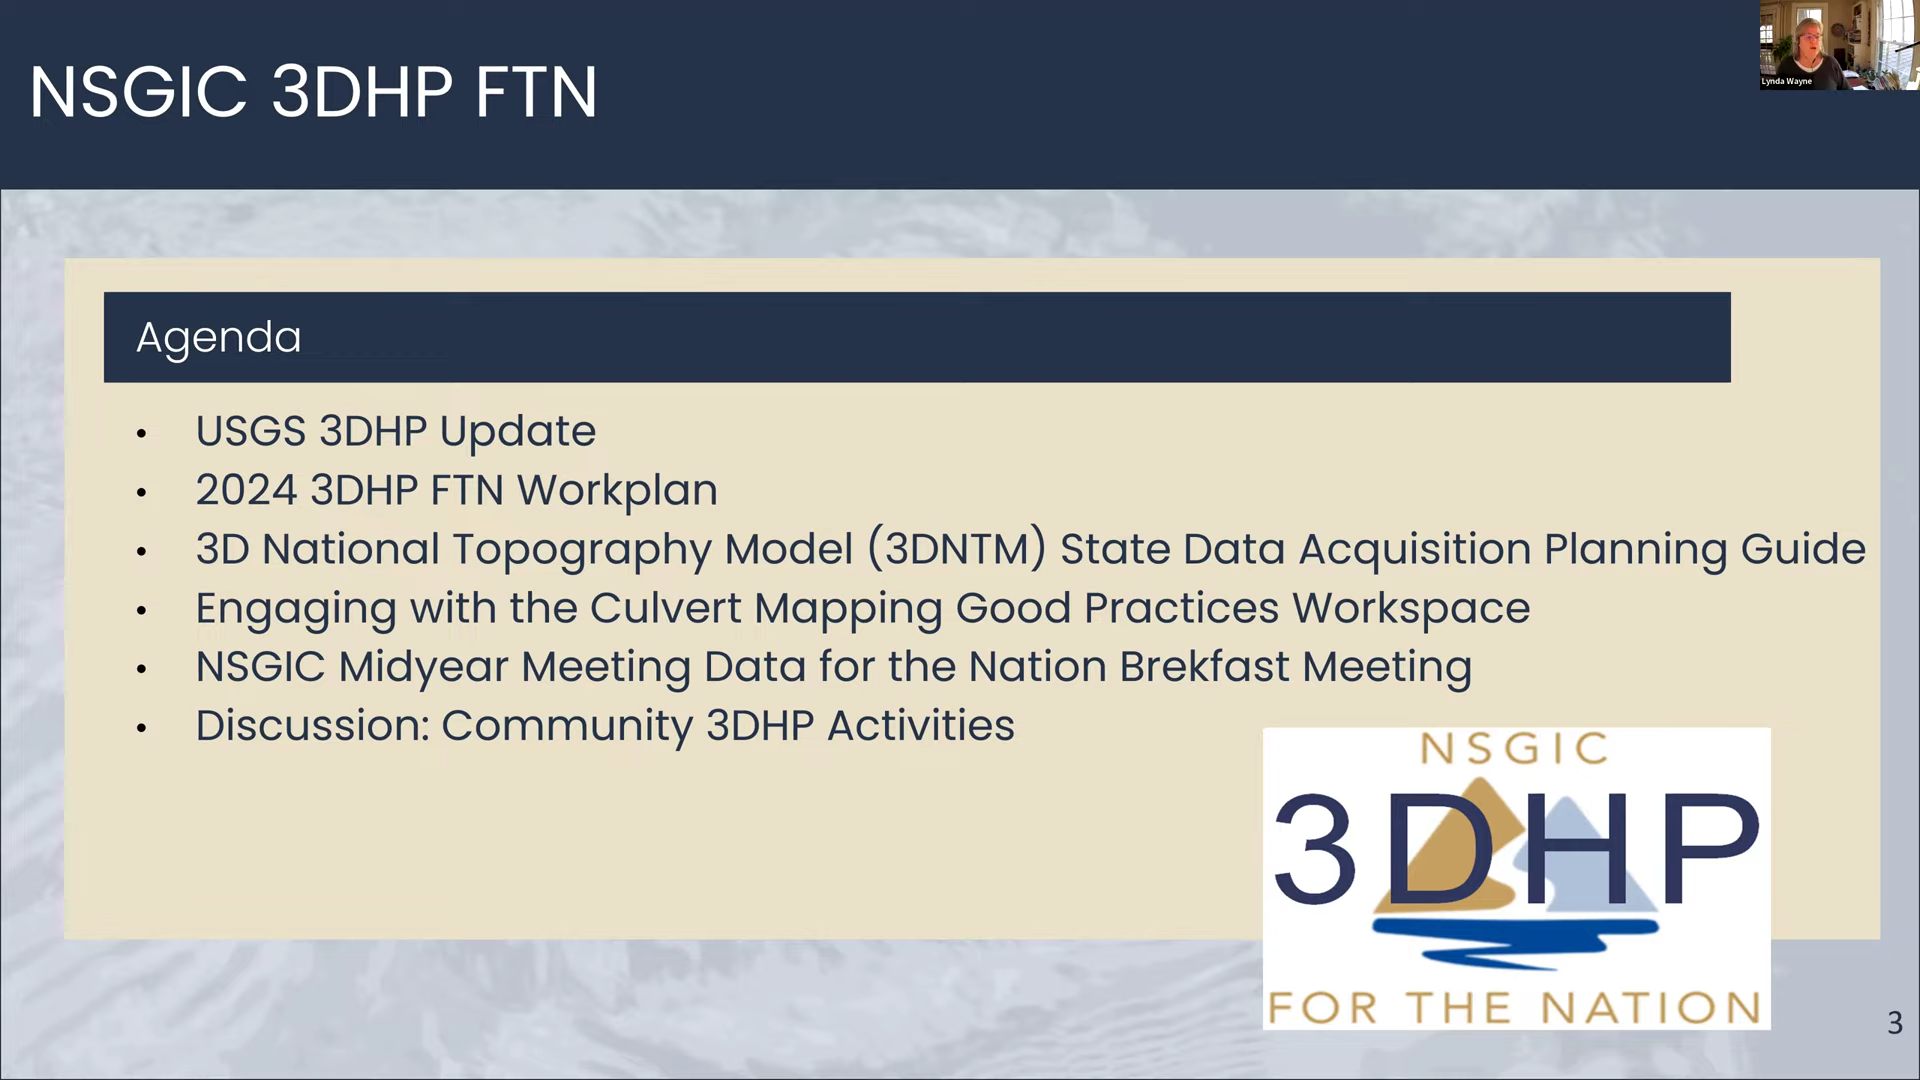 NSGIC 3DHP FTN
Lynda Wayne
Agenda
• USGS 3DHP Update
• 2024 3DHP FTN Workplan
• 3D National Topography Model (3DNTM) State Data Acquisition Planning Guide
• Engaging with the Culvert Mapping Good Practices Workspace
• NSGIC Midyear Meeting Data for the Nation Brekfast Meeting
• Discussion: Community 3DHP Activities
NSGIC
3DHP
FOR THE NATION
3